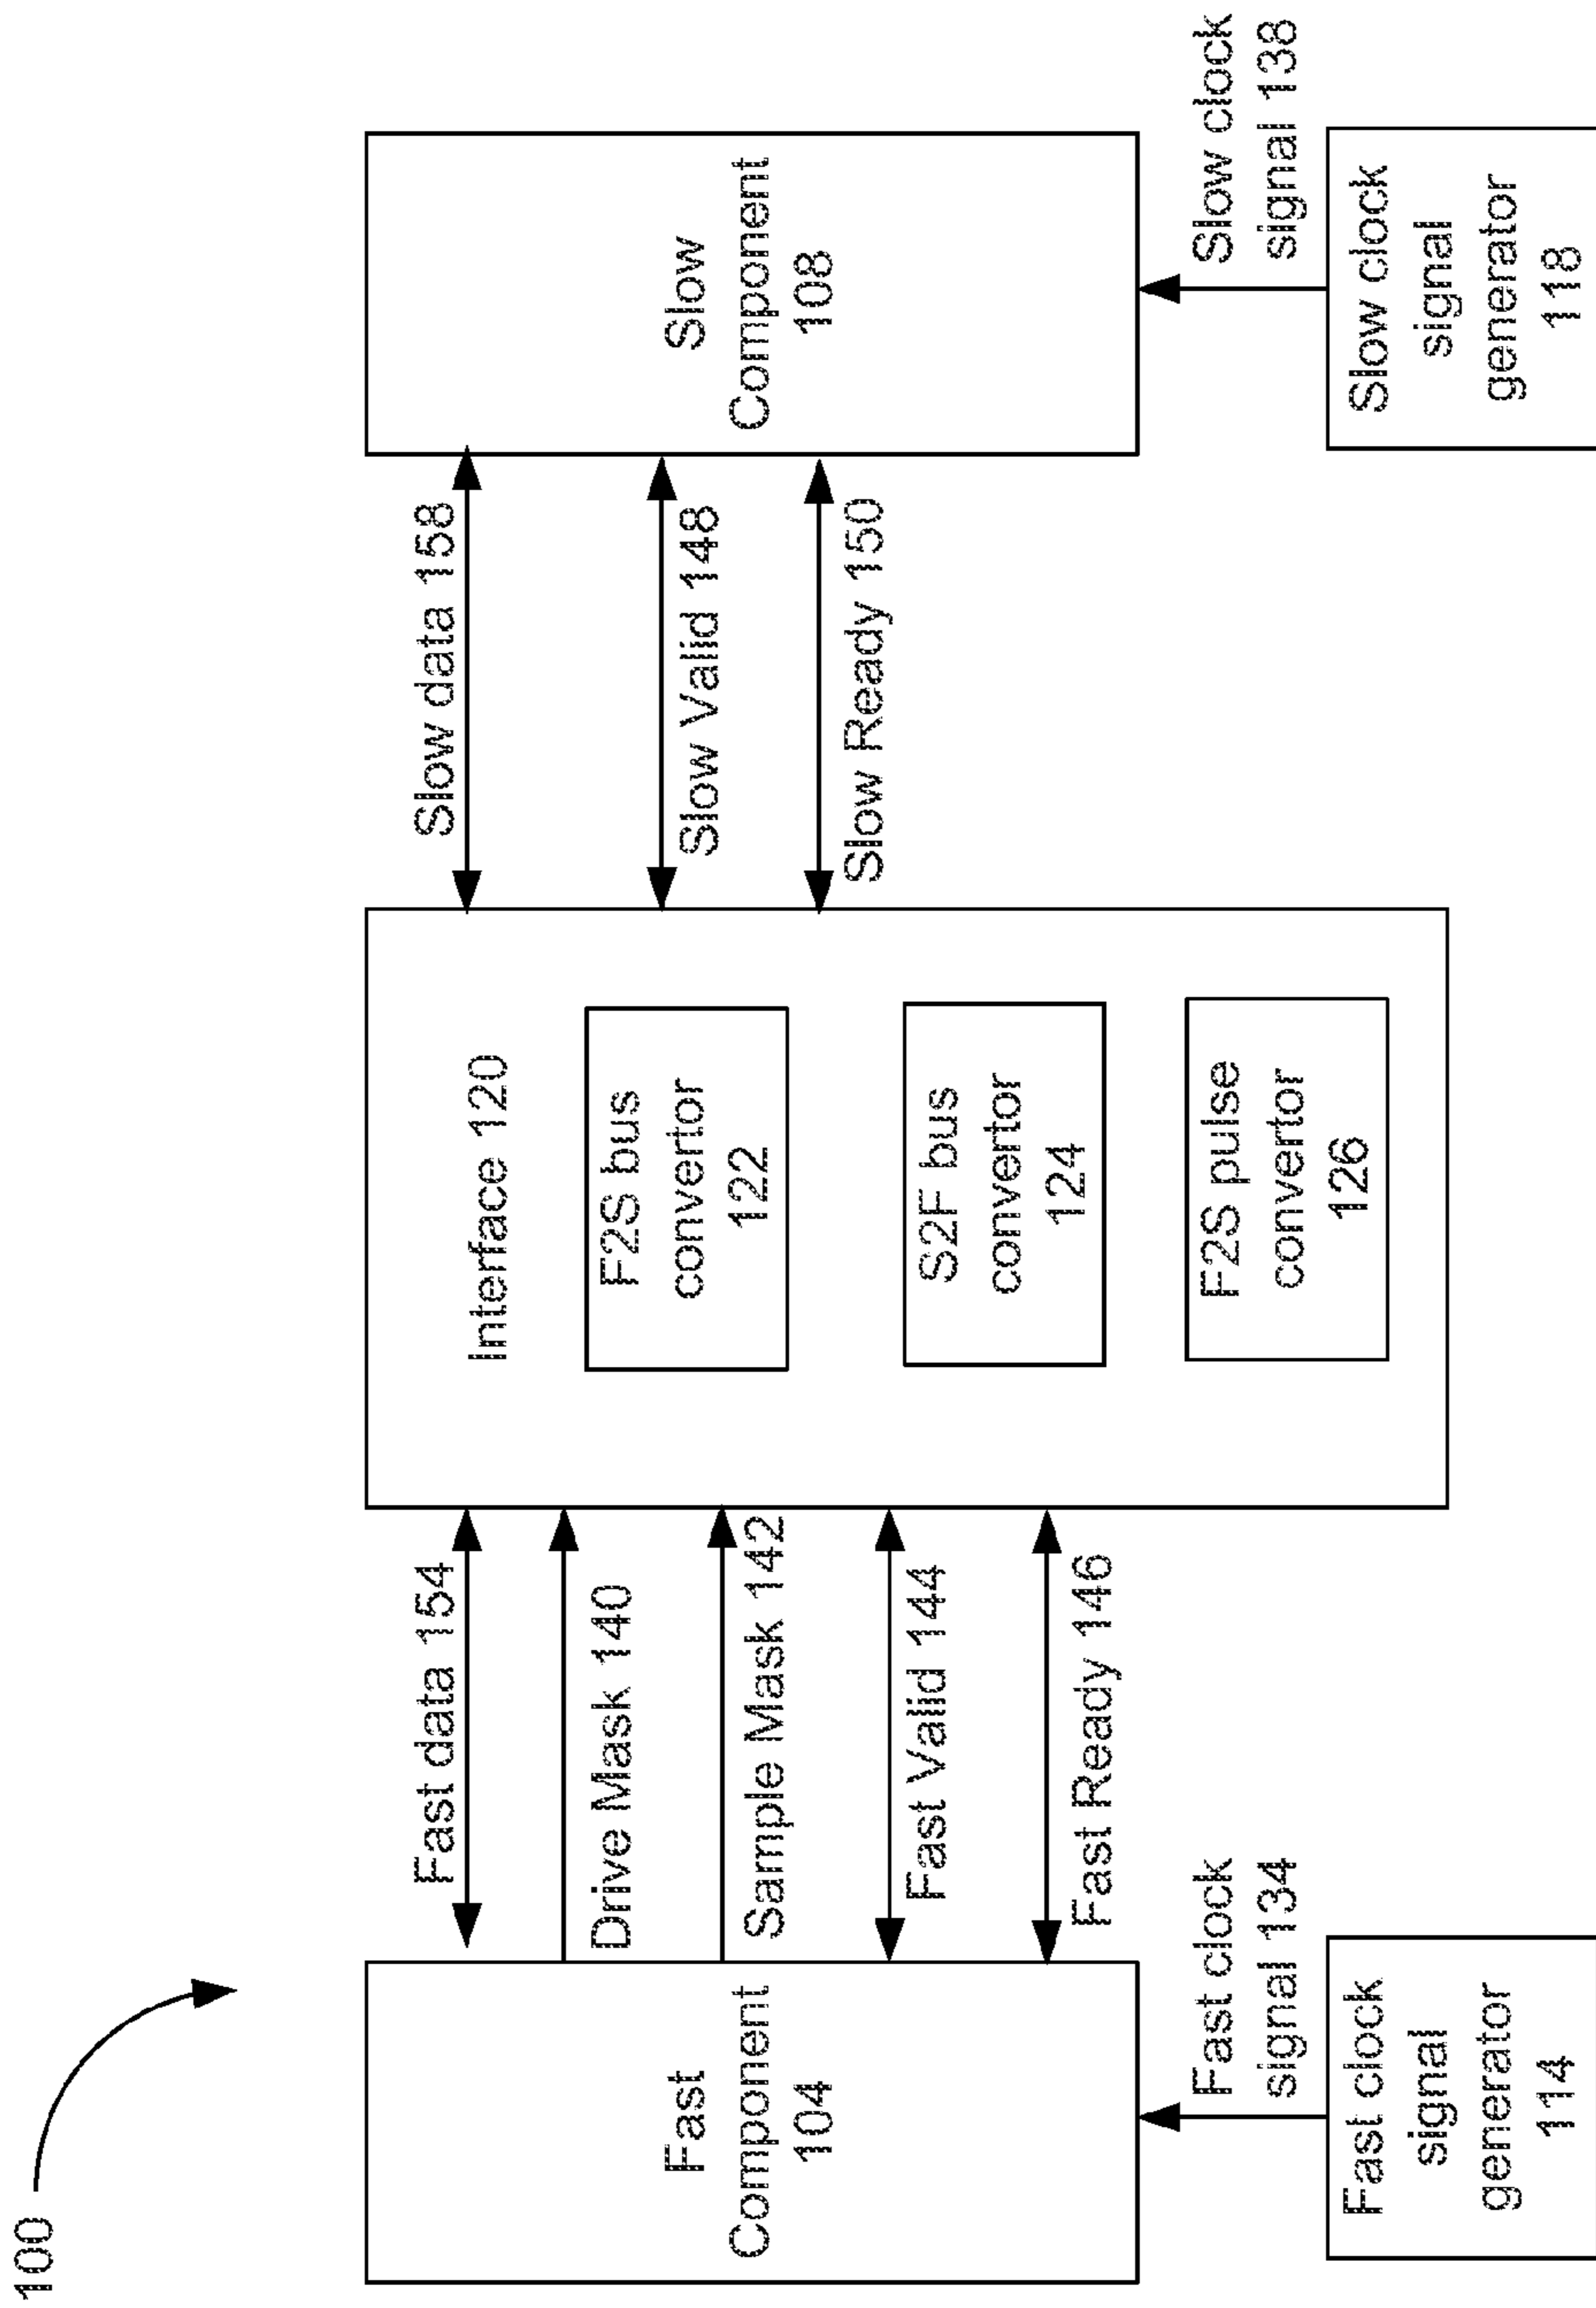 100
Fast
Component
104
Fast clock
signal 134
Fast clock
signal
generator
114
Fast data 154
Drive Mask 140
Sample Mask 142
Fast Valid 144
Fast Ready 146
Interface 120
F2S bus
convertor
122
S2F bus
convertor
124
F2S pulse
convertor
126
Slow data 158
Slow Valid 148
Slow Ready 150
Slow
Component
108
Slow clock
signal 138
Slow clock
signal
generator
118